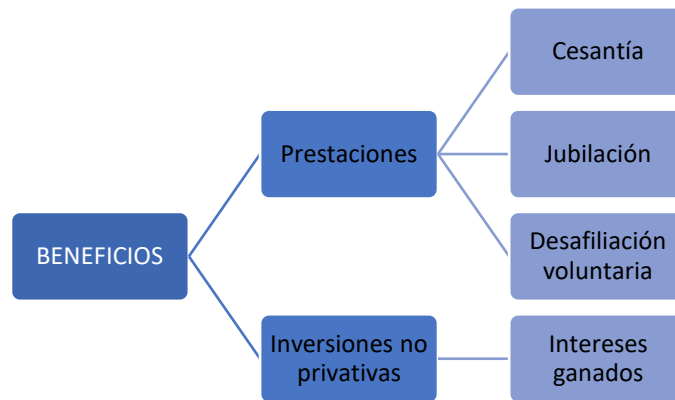 BENEFICIOS
Prestaciones
Cesantía
Jubilación
Desafiliación
voluntaria
Inversiones no
privativas
Intereses
ganados